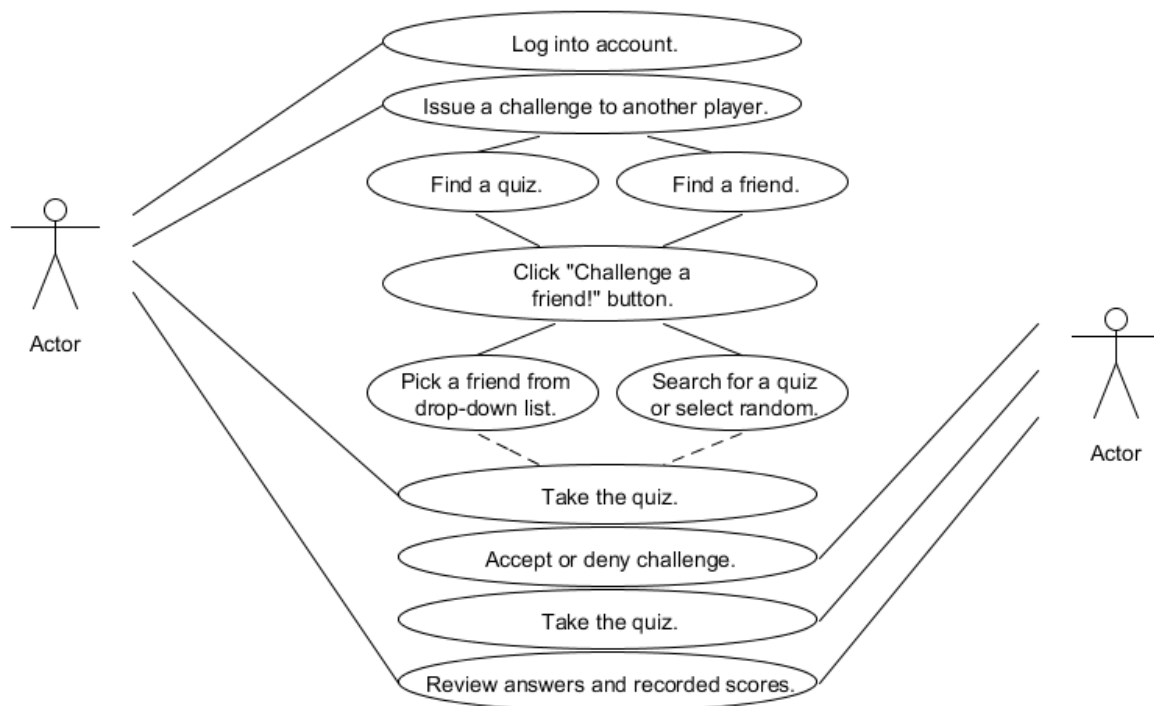 Log into account.
Issue a challenge to another player.
Find a quiz.
Find a friend.
Click "Challenge a
friend!" button.
Actor
Pick a friend from
drop-down list.
Search for a quiz
or select random.
Actor
Take the quiz.
Accept or deny challenge.
Take the quiz.
Review answers and recorded scores.